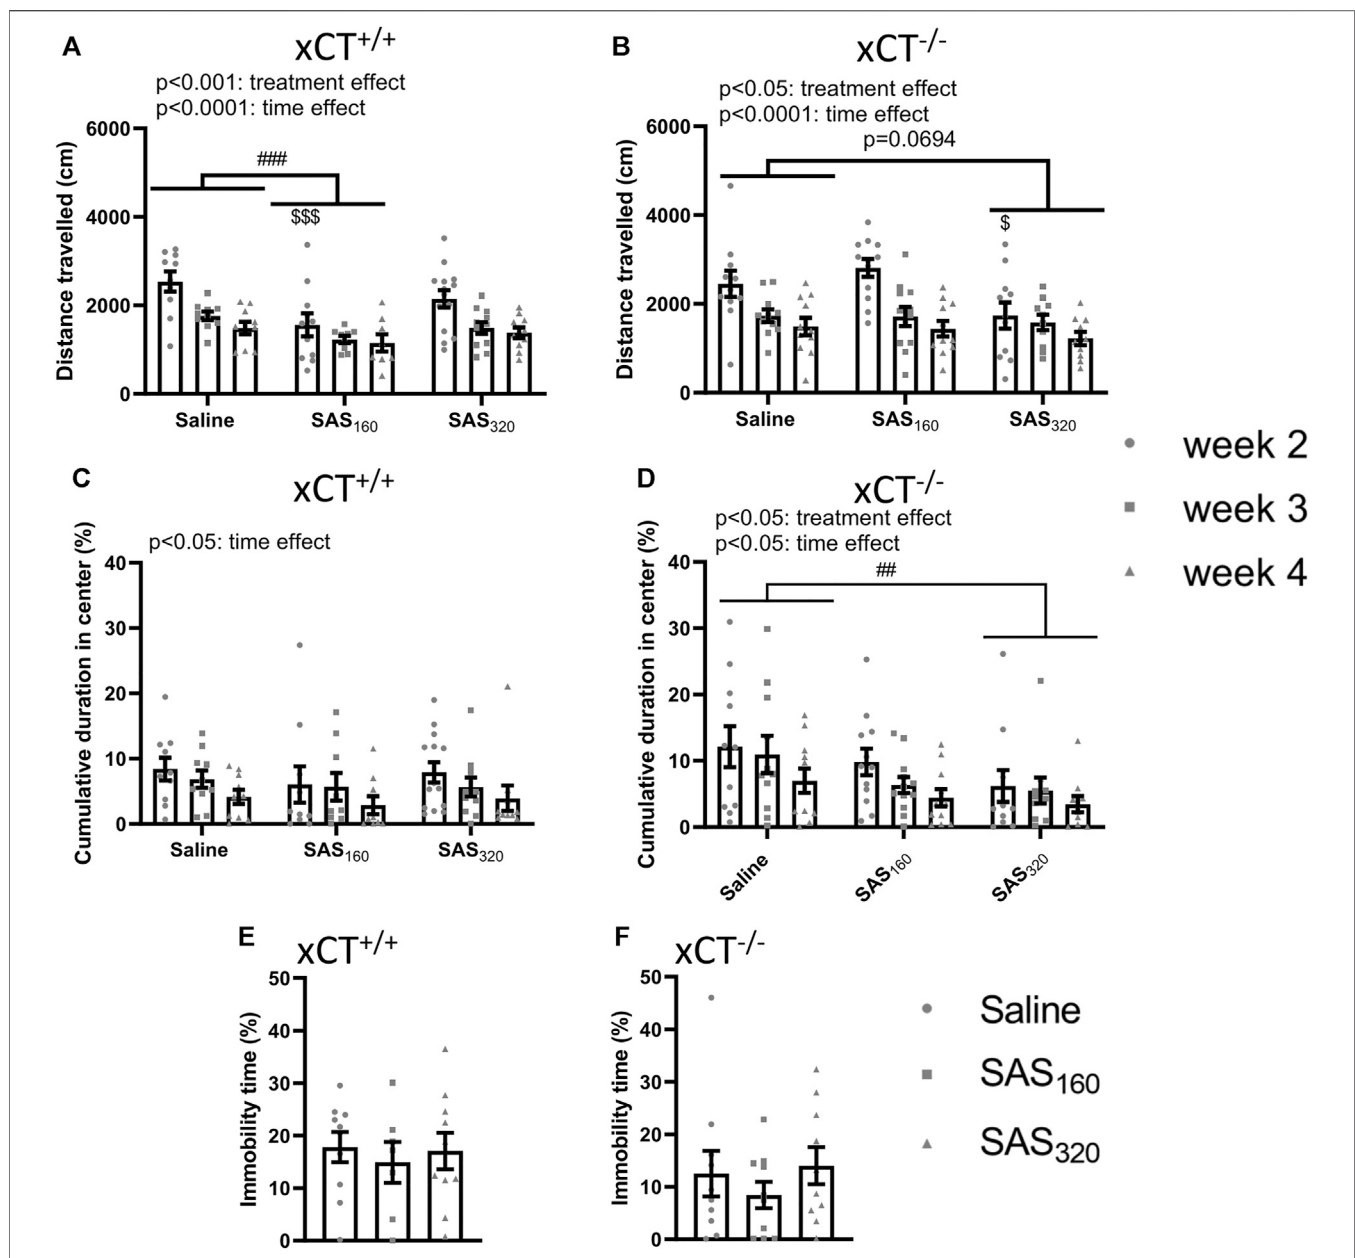 A
xCT+/+
p<0.001: treatment effect
p<0.0001: time effect
Distance travelled (cm)
6000
4000
2000
0
###
$$$
Saline
SAS160
SAS320
B
xCT-/-
p<0.05: treatment effect
p<0.0001: time effect
p=0.0694
Distance travelled (cm)
6000
4000
2000
0
$
Saline
SAS160
SAS320
week 2
week 3
week 4
C
xCT+/+
p<0.05: time effect
Cumulative duration in center (%)
40
30
20
10
0
Saline
SAS160
SAS320
D
xCT-/-
p<0.05: treatment effect
p<0.05: time effect
##
Cumulative duration in center (%)
40
30
20
10
0
Saline
SAS160
SAS320
E
xCT+/+
Immobility time (%)
50
40
30
20
10
0
F
xCT-/-
Immobility time (%)
50
40
30
20
10
0
Saline
SAS160
SAS320